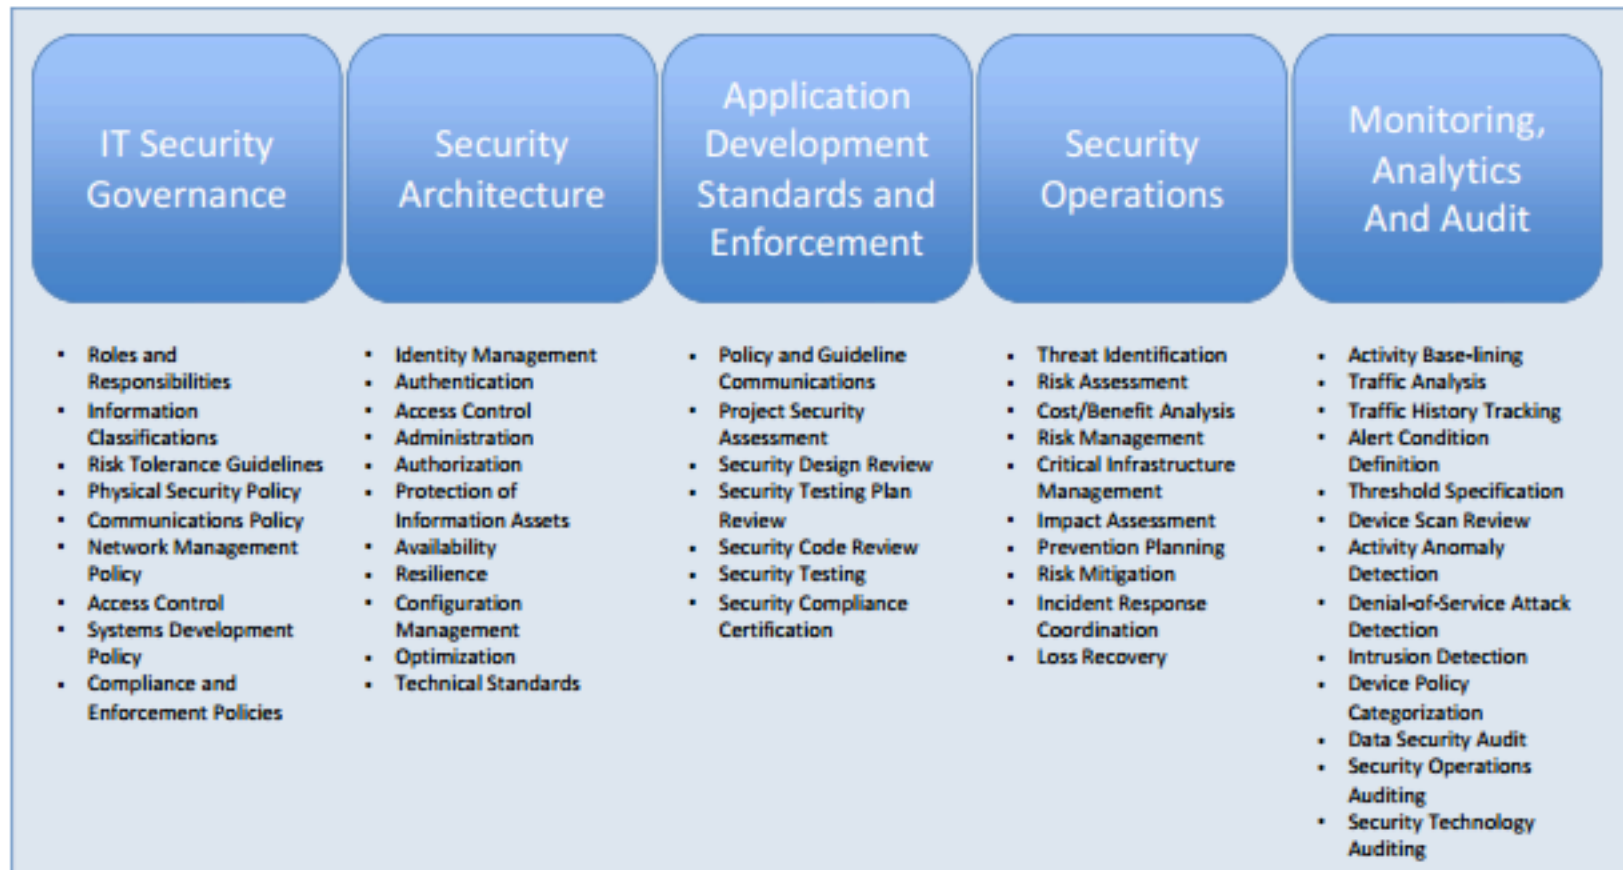 IT Security
Governance
Security
Architecture
Application
Development
Standards and
Enforcement
Security
Operations
Monitoring,
Analytics
And Audit
▪ Roles and
Responsibilities
▪ Information
Classifications
▪ Risk Tolerance Guidelines
▪ Physical Security Policy
▪ Communications Policy
▪ Network Management
Policy
▪ Access Control
▪ Systems Development
Policy
▪ Compliance and
Enforcement Policies
▪ Identity Management
▪ Authentication
▪ Access Control
▪ Administration
▪ Authorization
▪ Protection of
Information Assets
▪ Availability
▪ Resilience
▪ Configuration
Management
▪ Optimization
▪ Technical Standards
▪ Policy and Guideline
Communications
▪ Project Security
Assessment
▪ Security Design Review
▪ Security Testing Plan
Review
▪ Security Code Review
▪ Security Testing
▪ Security Compliance
Certification
▪ Threat Identification
▪ Risk Assessment
▪ Cost/Benefit Analysis
▪ Risk Management
▪ Critical Infrastructure
Management
▪ Impact Assessment
▪ Prevention Planning
▪ Risk Mitigation
▪ Incident Response
Coordination
▪ Loss Recovery
▪ Activity Base-lining
▪ Traffic Analysis
▪ Traffic History Tracking
▪ Alert Condition
Definition
▪ Threshold Specification
▪ Device Scan Review
▪ Activity Anomaly
Detection
▪ Denial-of-Service Attack
Detection
▪ Intrusion Detection
▪ Device Policy
Categorization
▪ Data Security Audit
▪ Security Operations
Auditing
▪ Security Technology
Auditing